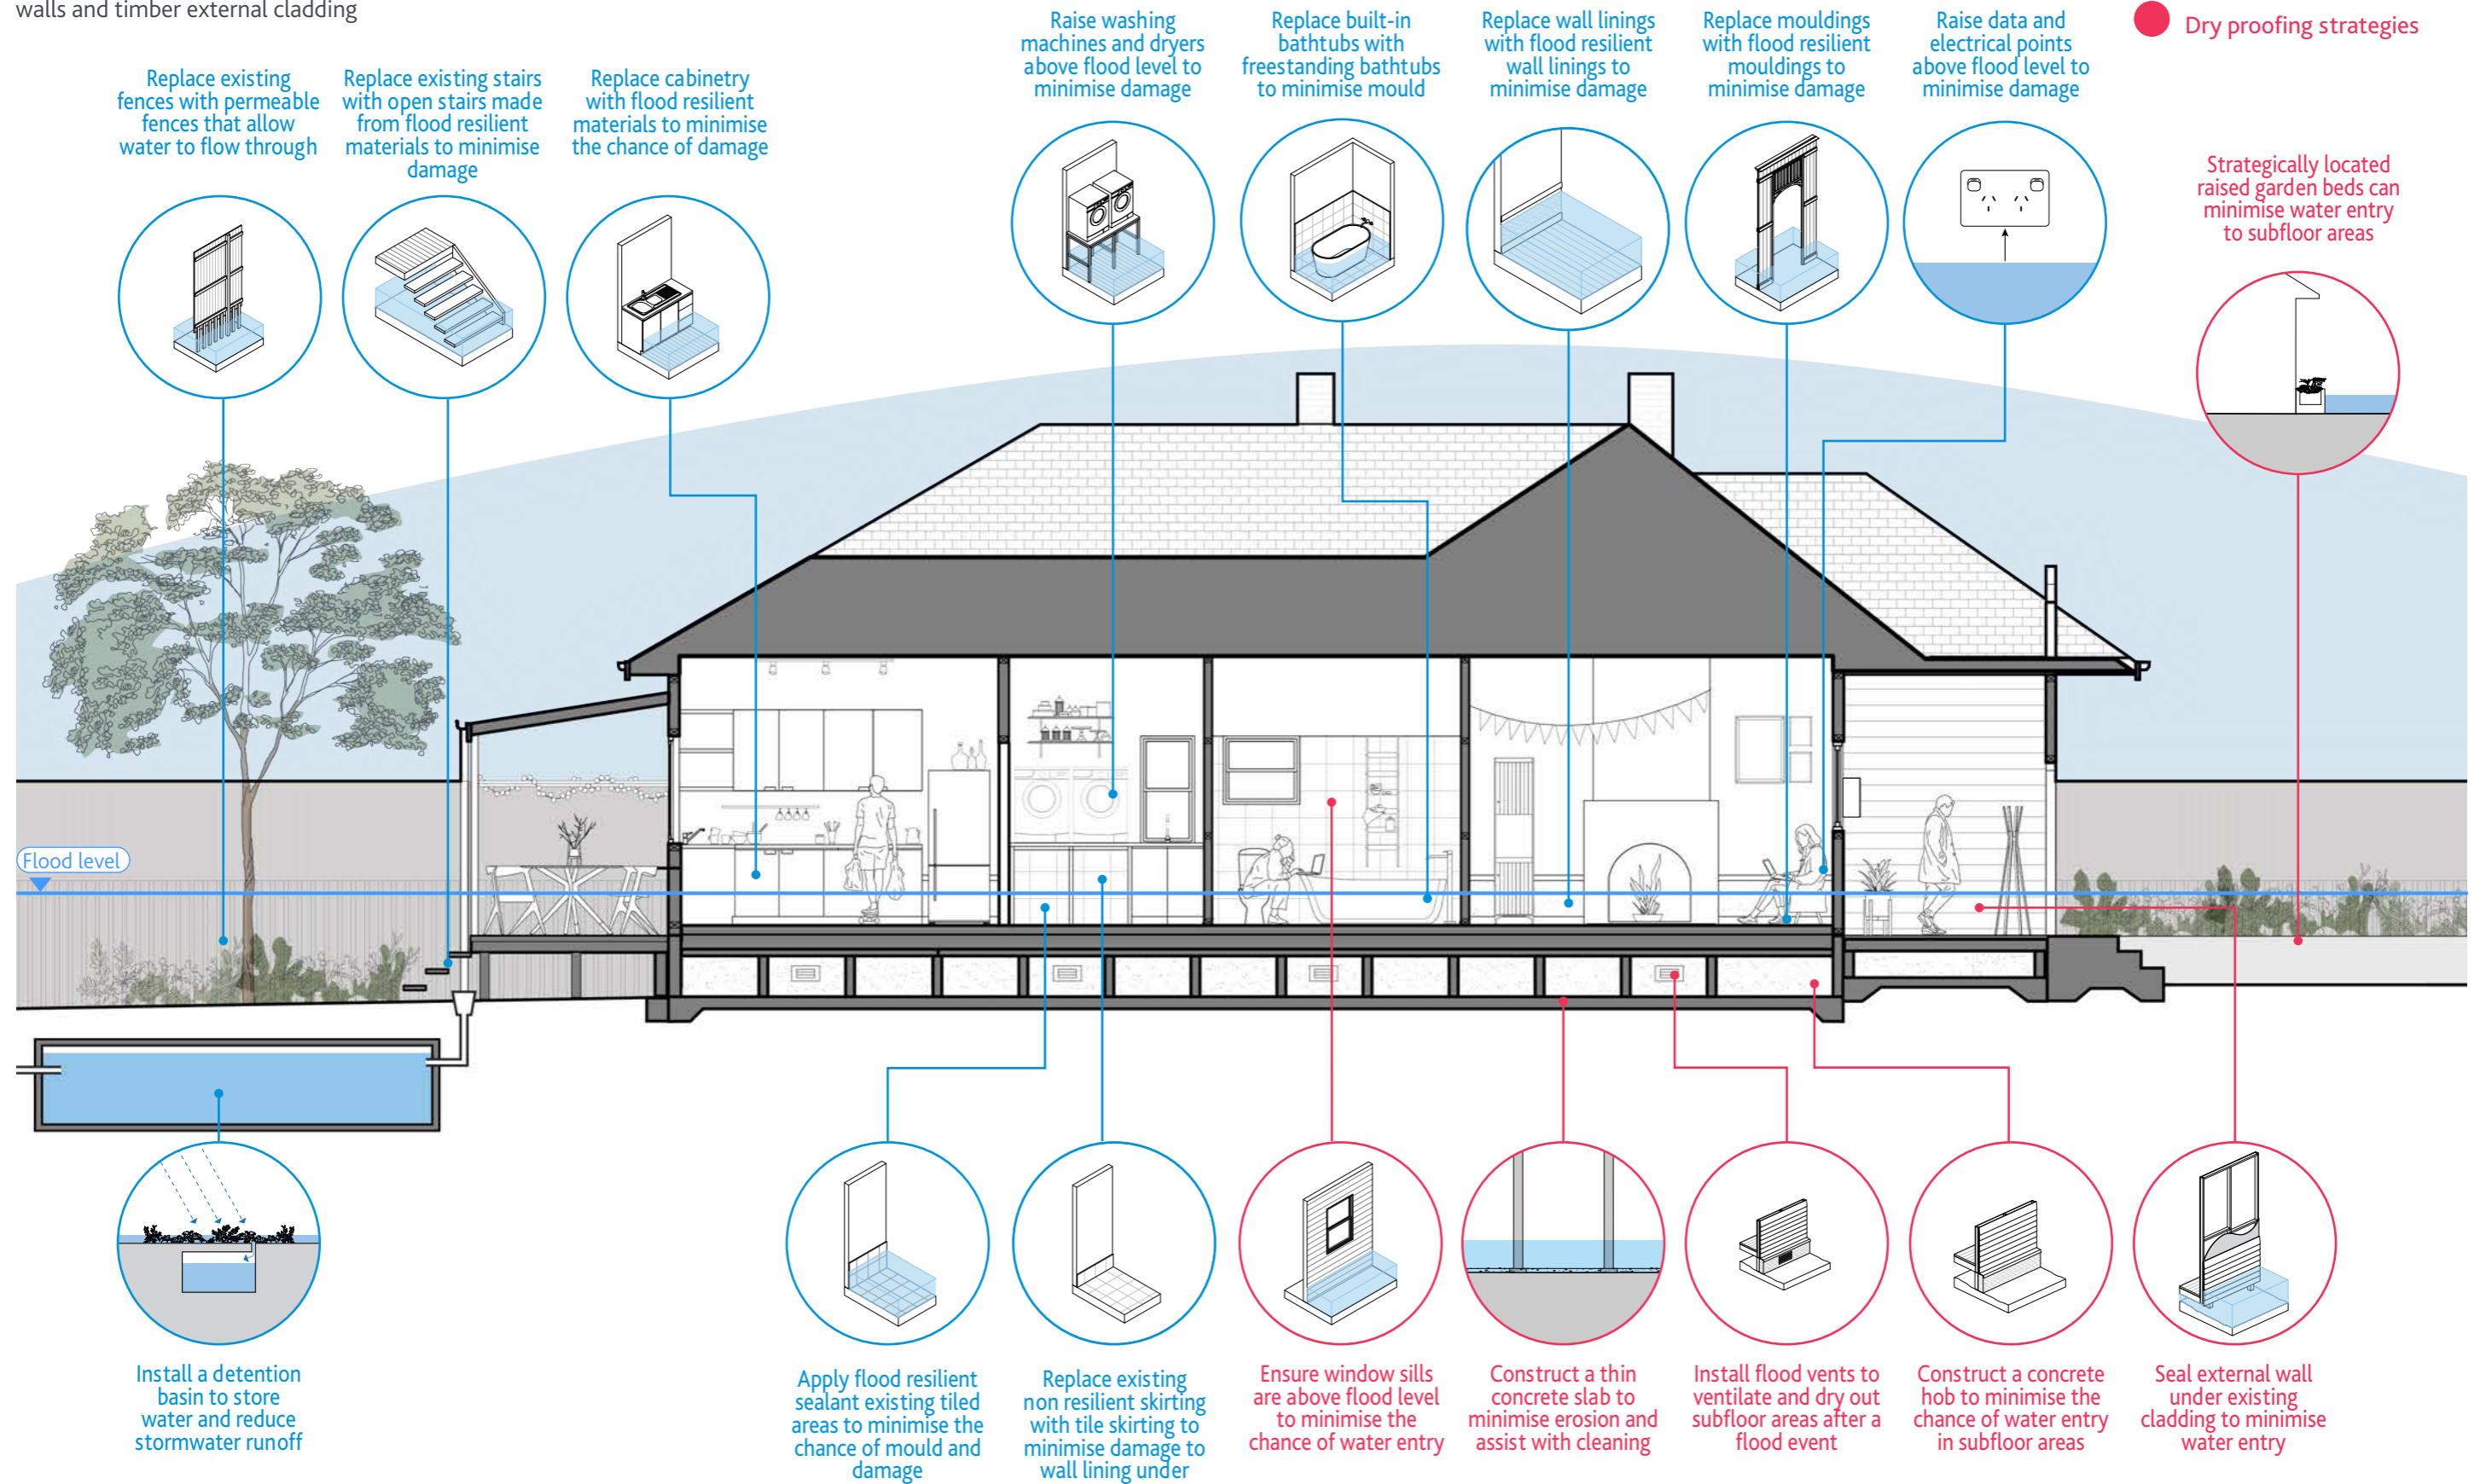 walls and timber external cladding
Dry proofing strategies
Replace existing
fences with permeable
fences that allow
water to flow through
Replace existing stairs
with open stairs made
from flood resilient
materials to minimise
damage
Replace cabinetry
with flood resilient
materials to minimise
the chance of damage
Raise washing
machines and dryers
above flood level to
minimise damage
Replace built-in
bathtubs with
freestanding bathtubs
to minimise mould
Replace wall linings
with flood resilient
wall linings to
minimise damage
Replace mouldings
with flood resilient
mouldings to
minimise damage
Raise data and
electrical points
above flood level to
minimise damage
Strategically located
raised garden beds can
minimise water entry
to subfloor areas
Flood level
Install a detention
basin to store
water and reduce
stormwater runoff
Apply flood resilient
sealant existing tiled
areas to minimise the
chance of mould and
damage
Replace existing
non resilient skirting
with tile skirting to
minimise damage to
wall lining under
Ensure window sills
are above flood level
to minimise the
chance of water entry
Construct a thin
concrete slab to
minimise erosion and
assist with cleaning
Install flood vents to
ventilate and dry out
subfloor areas after a
flood event
Construct a concrete
hob to minimise the
chance of water entry
in subfloor areas
Seal external wall
under existing
cladding to minimise
water entry